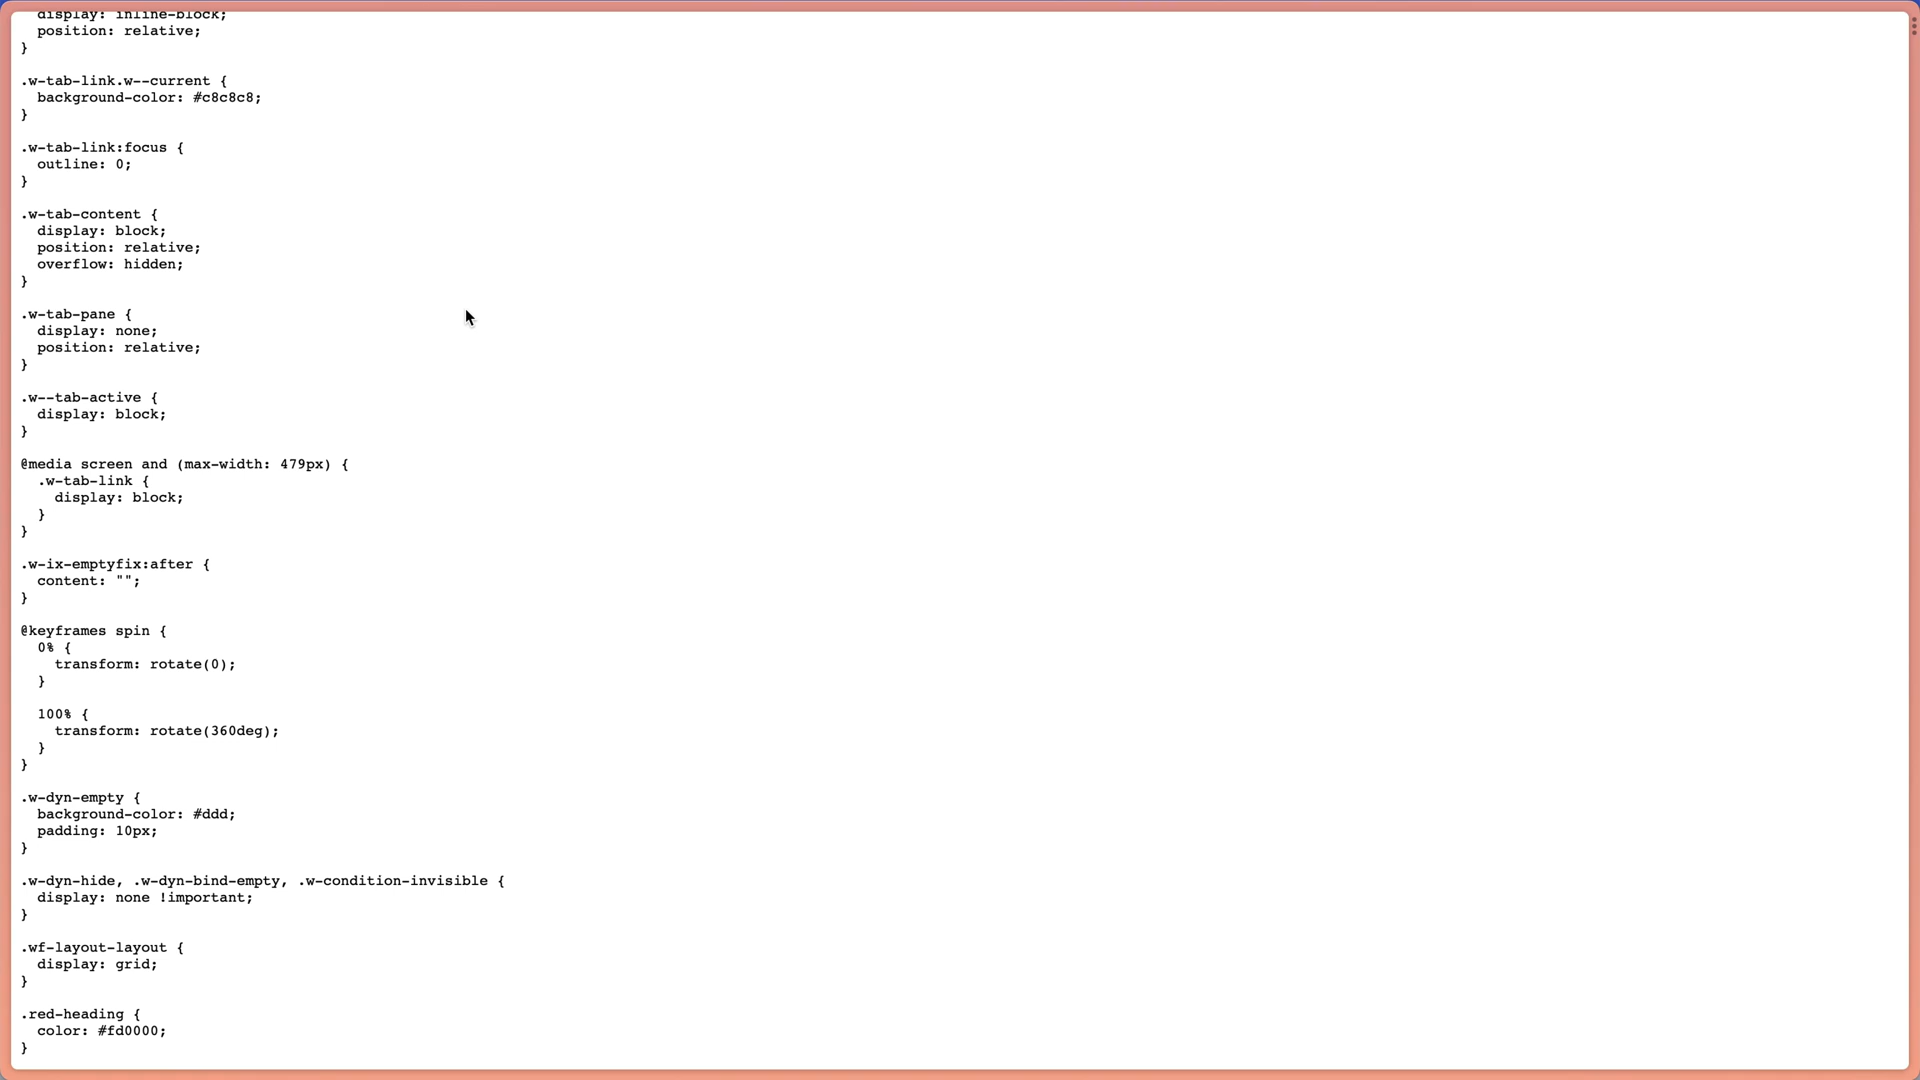 display: inline-block;
  position: relative;
}

.w-tab-link.w--current {
  background-color: #c8c8c8;
}

.w-tab-link:focus {
  outline: 0;
}

.w-tab-content {
  display: block;
  position: relative;
  overflow: hidden;
}

.w-tab-pane {
  display: none;
  position: relative;
}

.w--tab-active {
  display: block;
}

@media screen and (max-width: 479px) {
  .w-tab-link {
    display: block;
  }
}

.w-ix-emptyfix:after {
  content: "";
}

@keyframes spin {
  0% {
    transform: rotate(0);
  }

  100% {
    transform: rotate(360deg);
  }
}

.w-dyn-empty {
  background-color: #ddd;
  padding: 10px;
}

.w-dyn-hide, .w-dyn-bind-empty, .w-condition-invisible {
  display: none !important;
}

.wf-layout-layout {
  display: grid;
}

.red-heading {
  color: #fd0000;
}